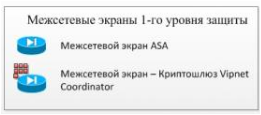 Межсетевые экраны 1-го уровня защиты
Межсетевой экран ASA
Межсетевой экран – Криптошлюз Vipnet
Coordinator